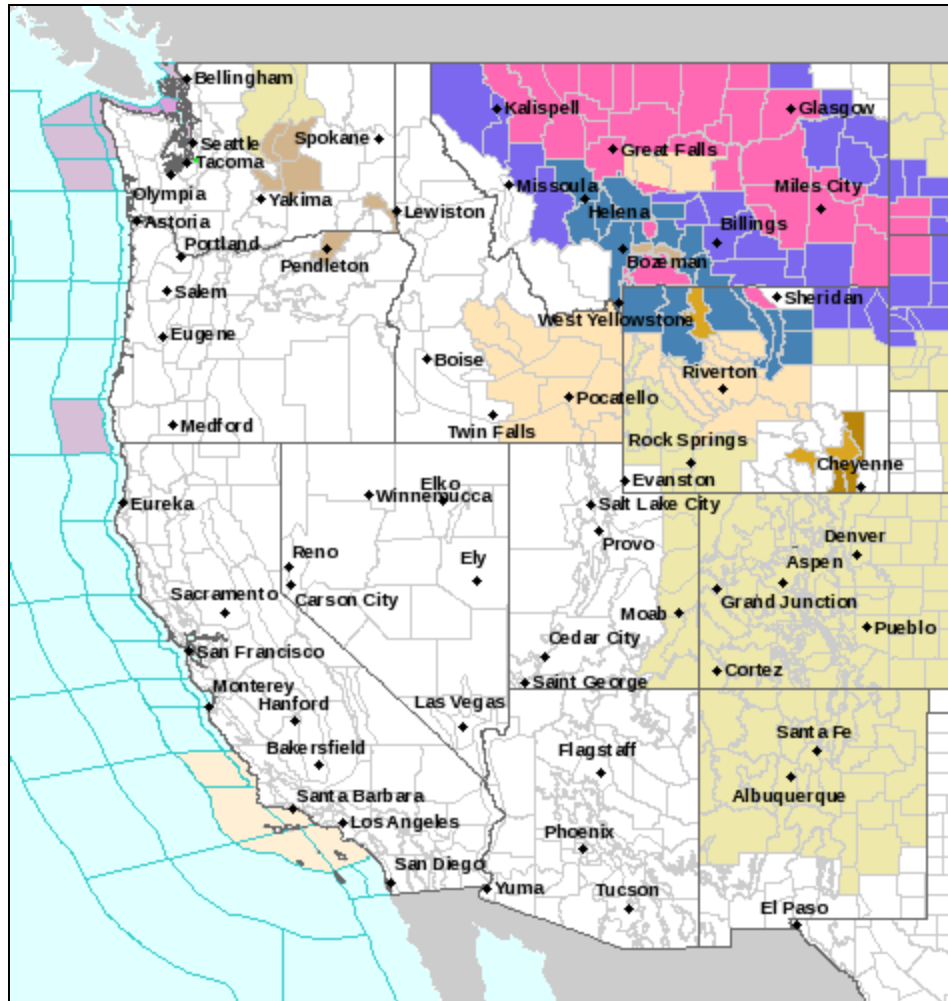 Bellingham
Kalispell
Glasgow
Spokane
Seattle
Great Falls
Tacoma
Missoula
Miles City
Olympia
Yakima
Lewiston
Helena
Astoria
Billings
Portland
Pendleton
Bozeman
Salem
Sheridan
West Yellowstone
Eugene
Boise
Riverton
Pocatello
Medford
Twin Falls
Rock Springs
Cheyenne
Elko
Evanston
Winnemucca
Eureka
Salt Lake City
Denver
Provo
Reno
Ely
Aspen
Sacramento
Carson City
Grand Junction
Moab
Pueblo
Cedar City
San Francisco
Cortez
Saint George
Monterey
Hanford
Las Vegas
Santa Fe
Bakersfield
Flagstaff
Santa Barbara
Albuquerque
Los Angeles
Phoenix
San Diego
Yuma
Tucson
El Paso